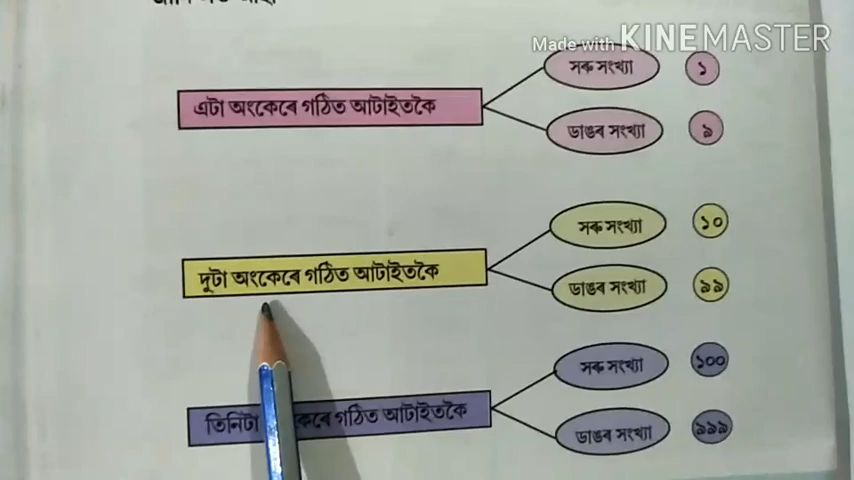 Made with KINEMASTER
এটা অংকেৰে গঠিত আটাইতকৈ
সৰু সংখ্যা ১
ডাঙৰ সংখ্যা ৯
দুটা অংকেৰে গঠিত আটাইতকৈ
সৰু সংখ্যা ১০
ডাঙৰ সংখ্যা ৯৯
তিনিটা গঠিত আটাইতকৈ
সৰু সংখ্যা ১০০
ডাঙৰ সংখ্যা ৯৯৯